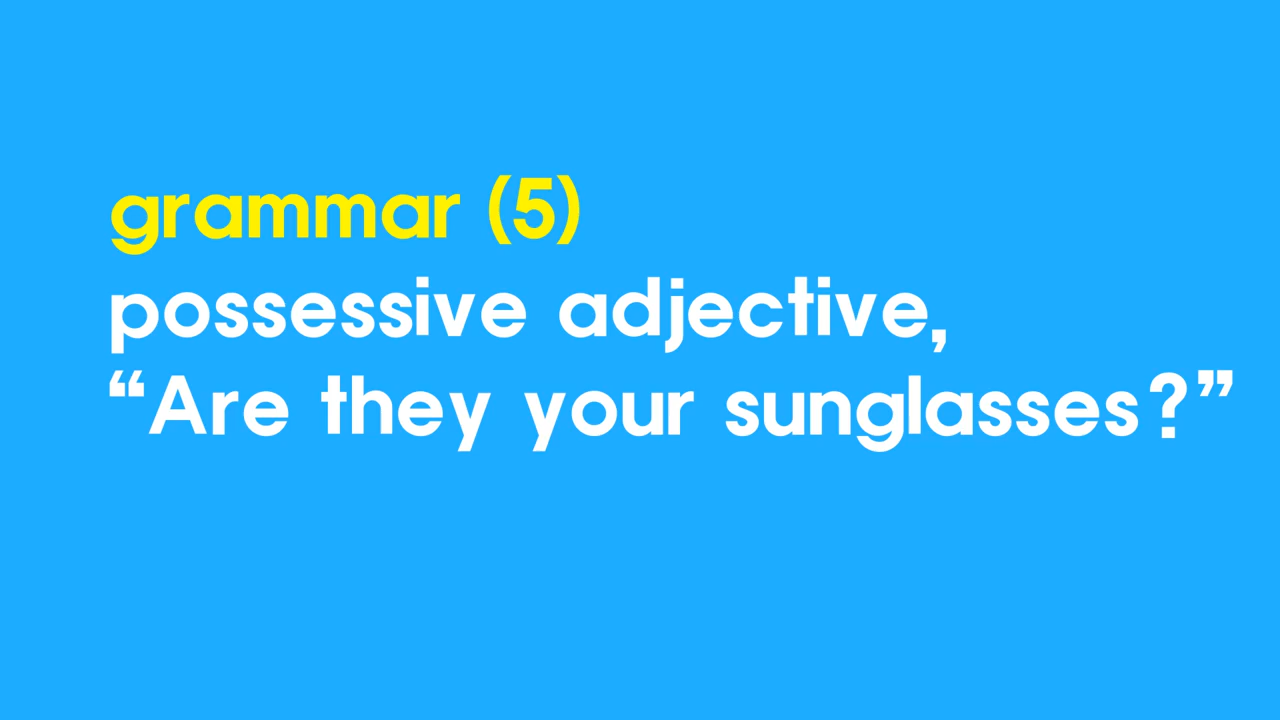 grammar (5)
possessive adjective,
“Are they your sunglasses?”